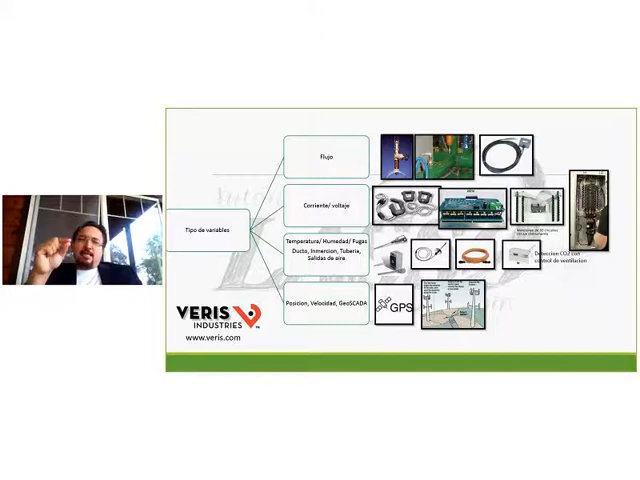 Flujo
Corriente/ voltaje
Tipo de variables
Temperatura/ Humedad/ Fugas
Ducto, Inmercion, Tuberia,
Salidas de aire
Deteccion CO2 con
control de ventilacion
Posicion, Velocidad, GeoSCADA
GPS
VERIS
INDUSTRIES
www.veris.com